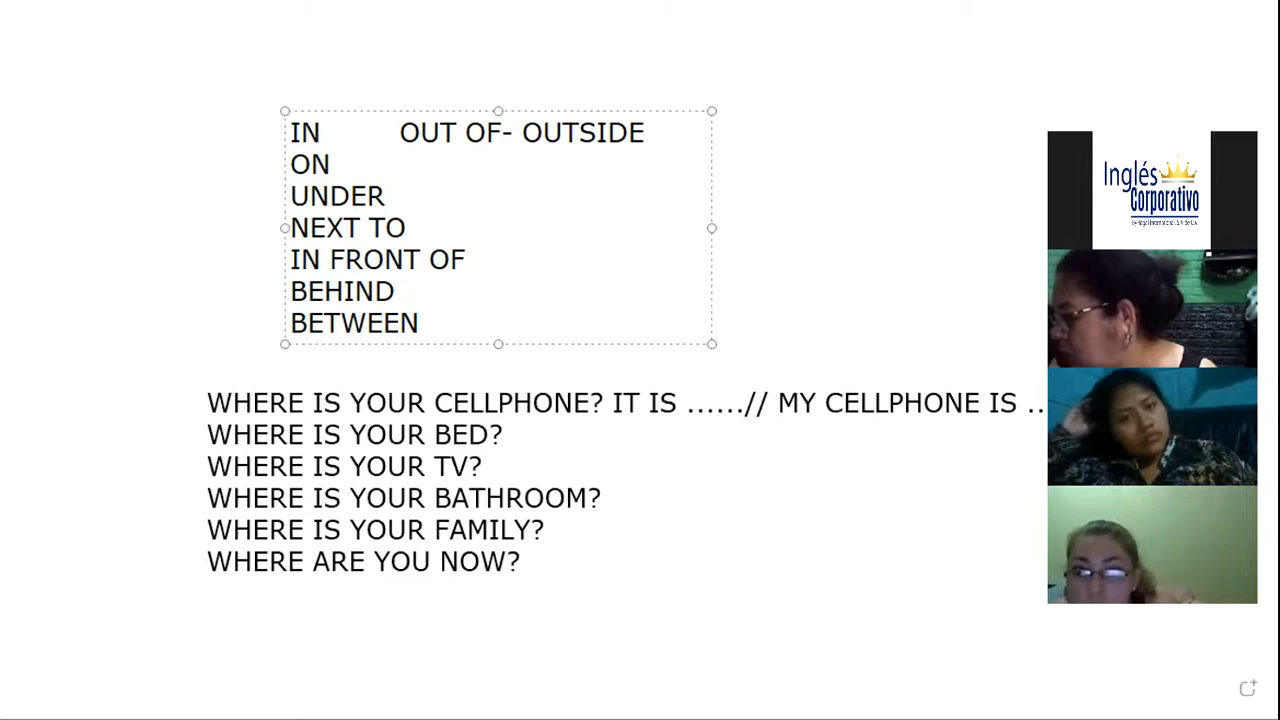 IN OUT OF- OUTSIDE
ON
UNDER
NEXT TO
IN FRONT OF
BEHIND
BETWEEN
WHERE IS YOUR CELLPHONE? IT IS ......// MY CELLPHONE IS ..
WHERE IS YOUR BED?
WHERE IS YOUR TV?
WHERE IS YOUR BATHROOM?
WHERE IS YOUR FAMILY?
WHERE ARE YOU NOW?
Inglés
Corporativo